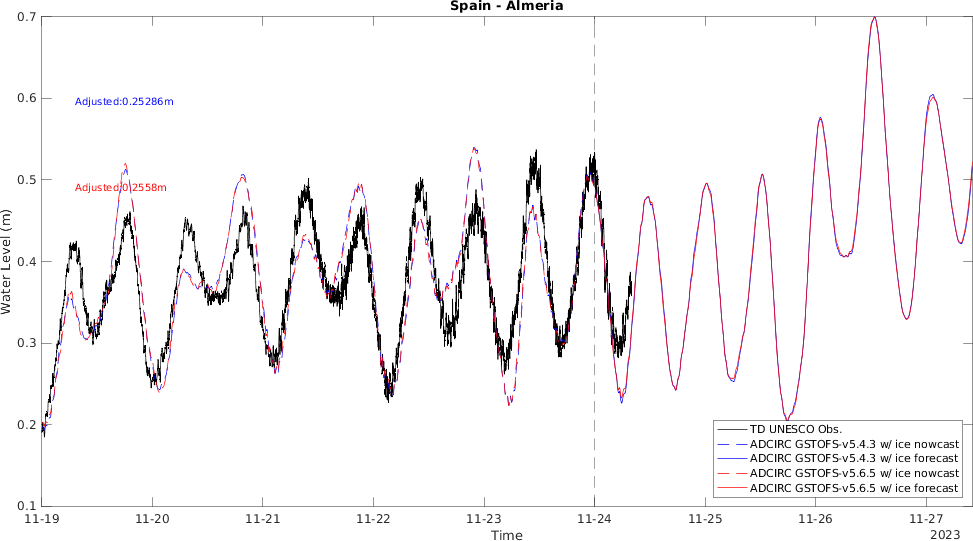 Spain - Almeria
0.7
0.6
0.5
0.4
0.3
0.2
0.1
Water Level (m)
Adjusted:0.25286m
Adjusted:0.2558m
TD UNESCO Obs.
ADCIRC GSTOFS-v5.4.3 w/ ice nowcast
ADCIRC GSTOFS-v5.4.3 w/ ice forecast
ADCIRC GSTOFS-v5.6.5 w/ ice nowcast
ADCIRC GSTOFS-v5.6.5 w/ ice forecast
11-19 11-20 11-21 11-22 11-23 11-24 11-25 11-26 11-27
Time
2023